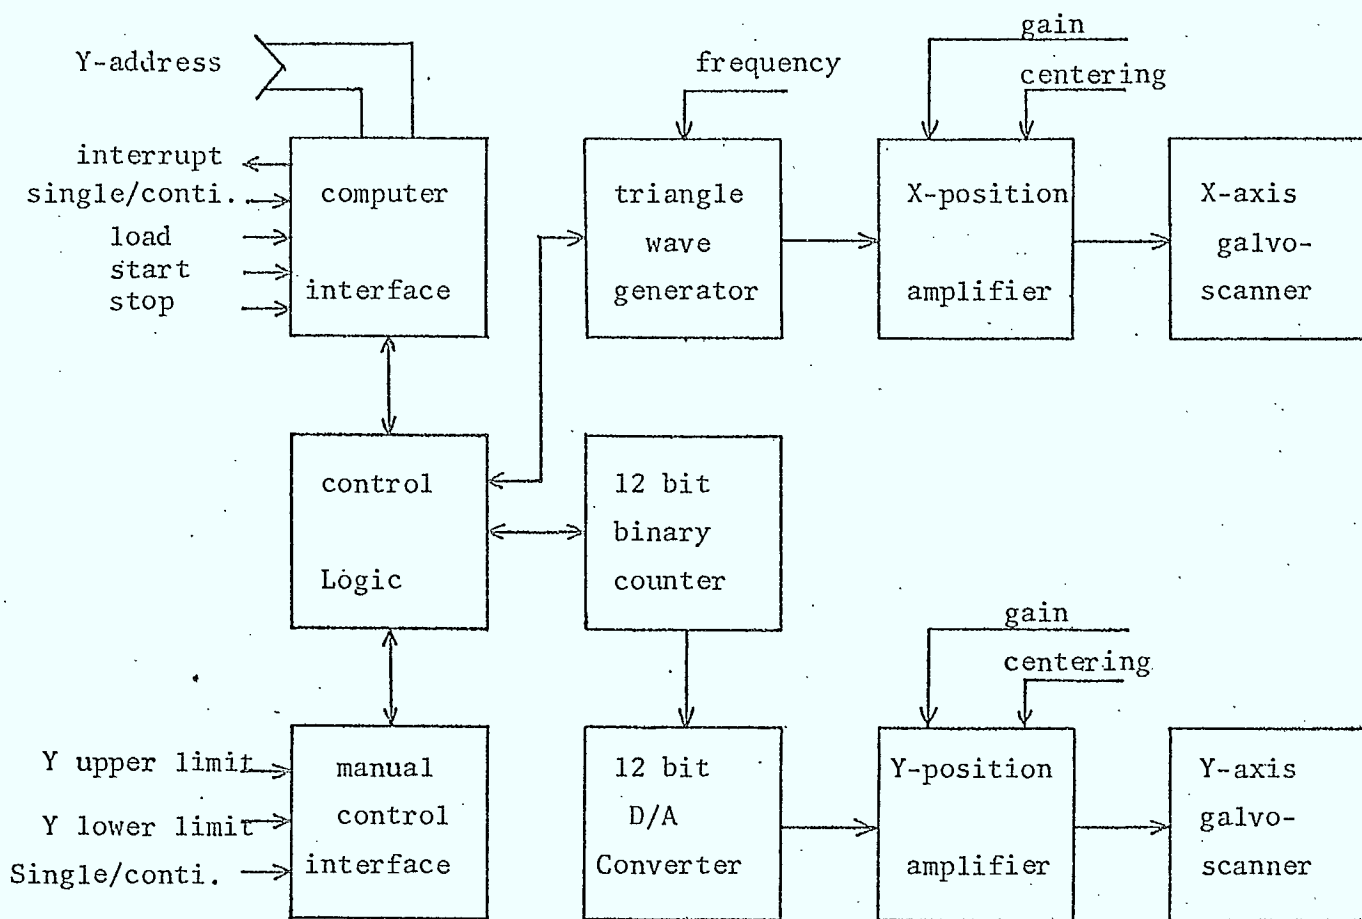 Y-address
interrupt
single/conti.
load
start
stop
computer
interface
frequency
triangle
wave
generator
gain
centering
X-position
amplifier
X-axis
galvo-
scanner
control
Logic
12 bit
binary
counter
Y upper limit
Y lower limit
Single/conti.
manual
control
interface
12 bit
D/A
Converter
gain
centering
Y-position
amplifier
Y-axis
galvo-
scanner